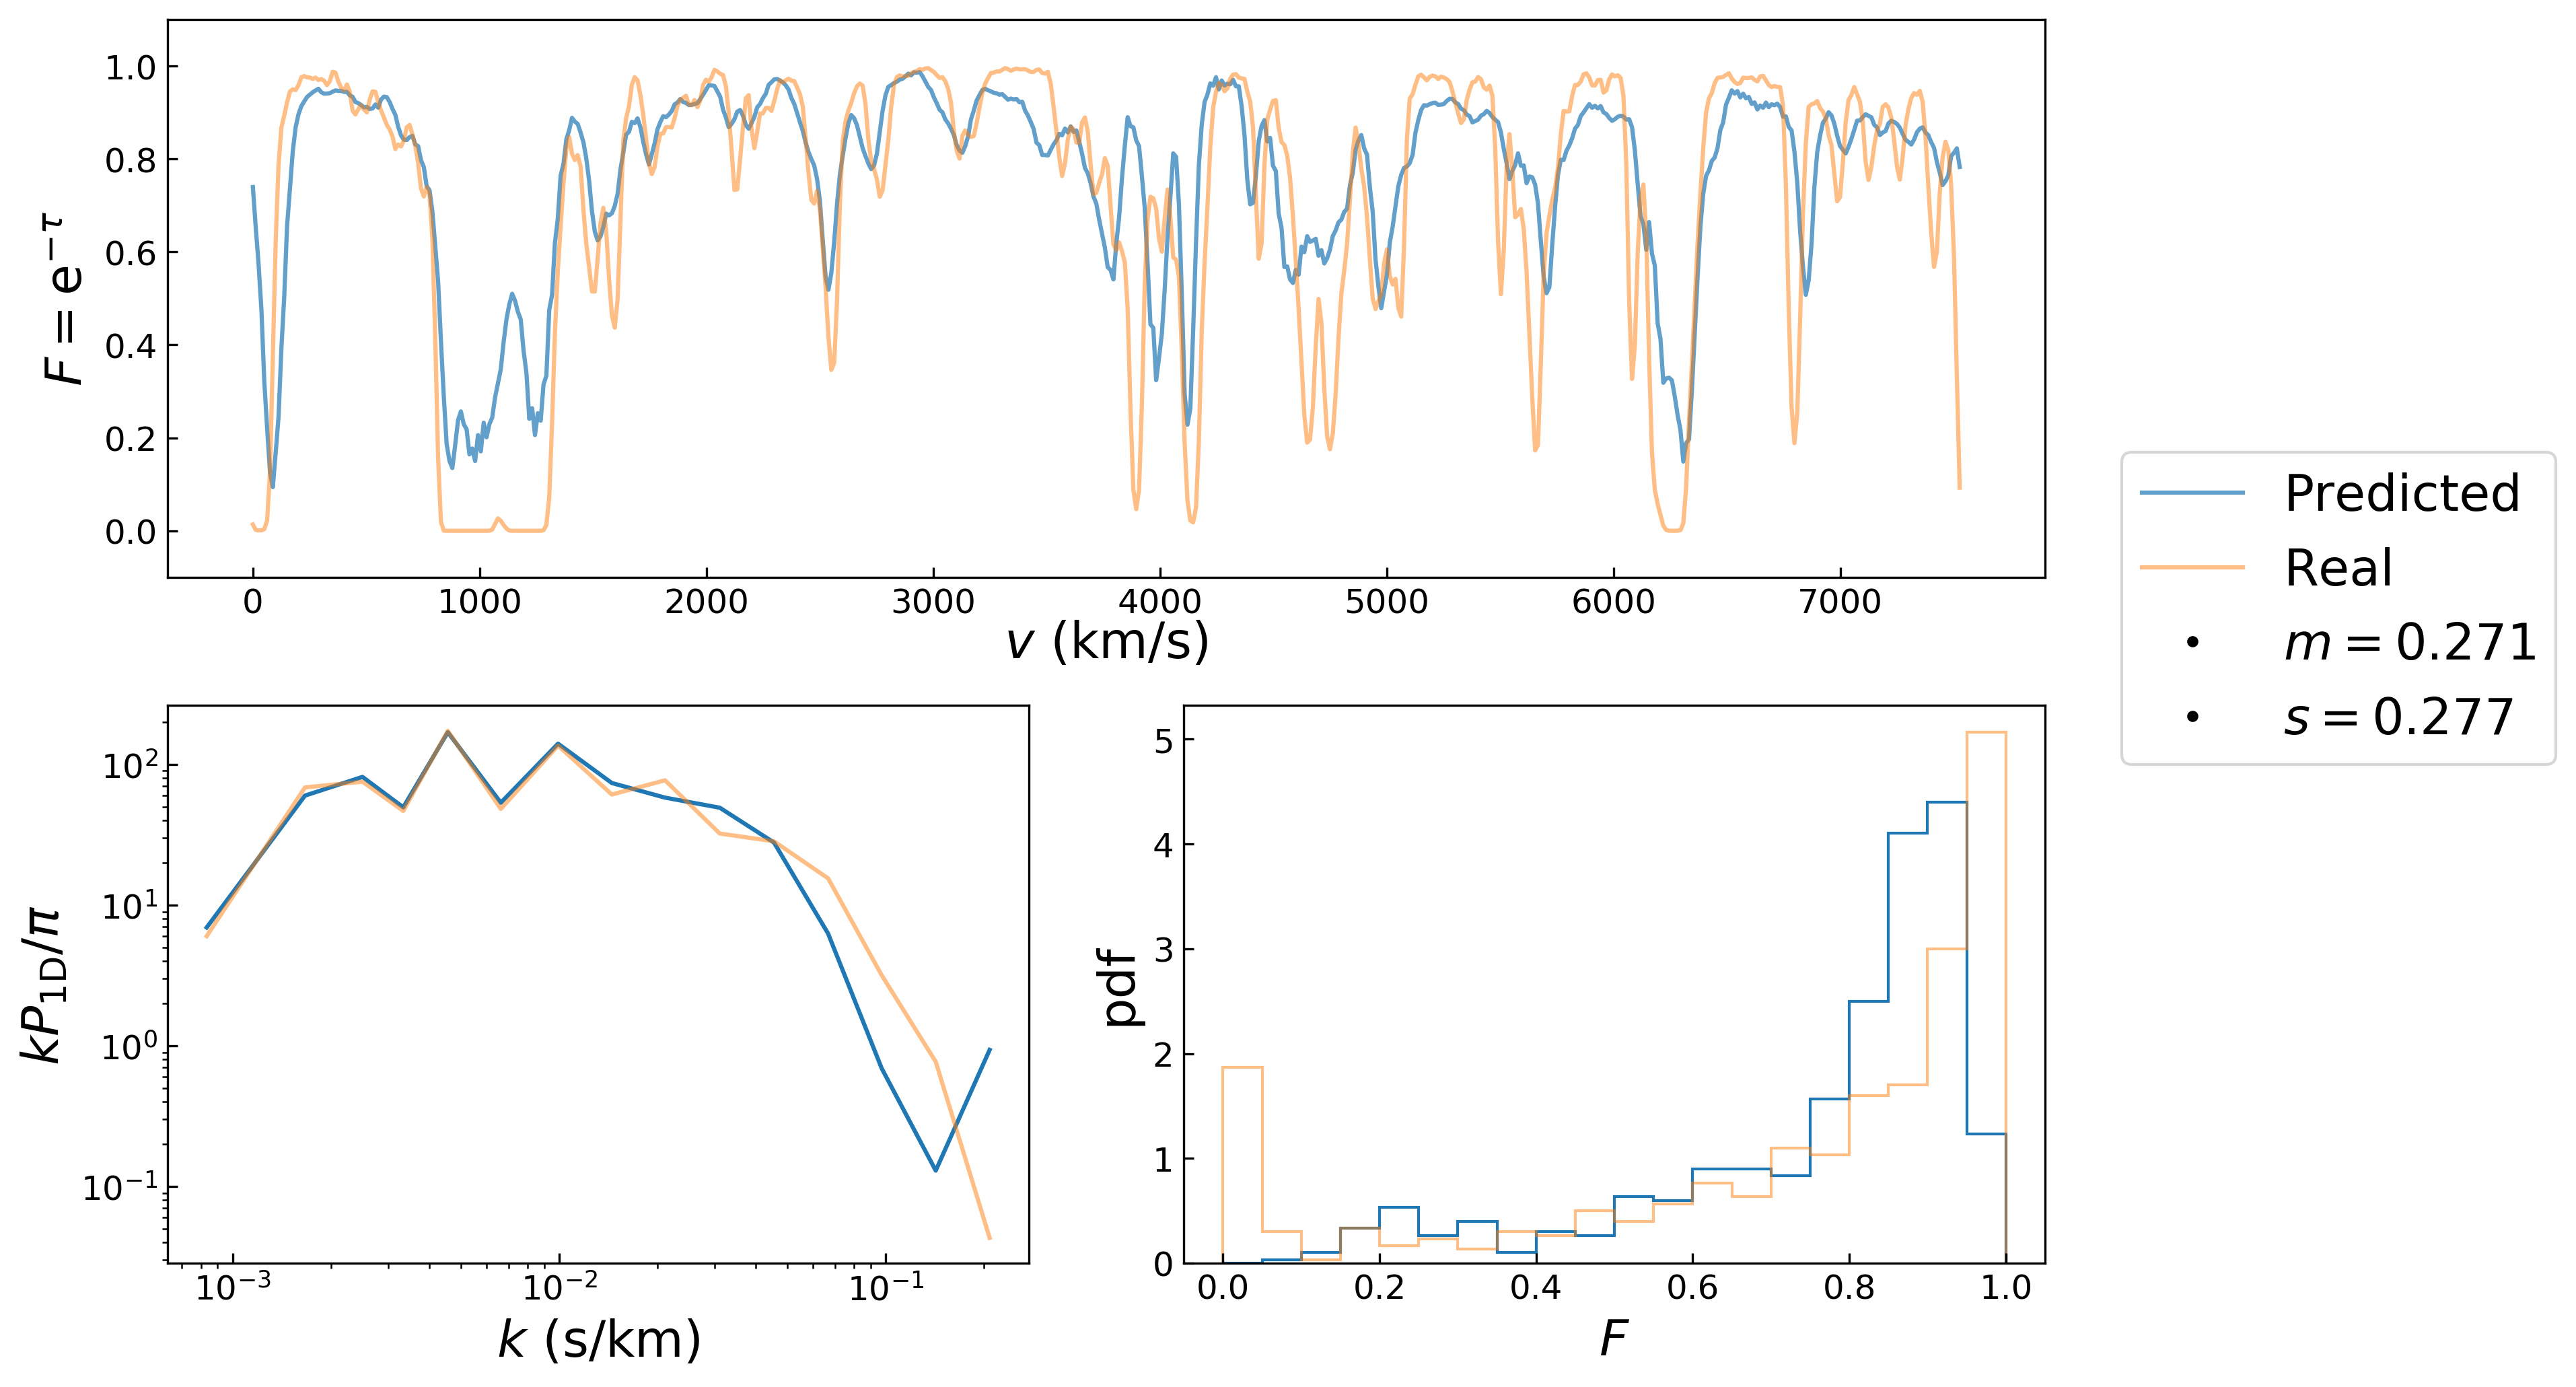 1.0
0.8
0.6
0.4
0.2
0.0
F = e^{−τ}
0 1000 2000 3000 4000 5000 6000 7000
v (km/s)
Predicted
Real
m = 0.271
s = 0.277
10^2
10^1
10^0
10^{−1}
kP_{1D}/π
10^{−3} 10^{−2} 10^{−1}
k (s/km)
5
4
3
2
1
0
pdf
0.0 0.2 0.4 0.6 0.8 1.0
F